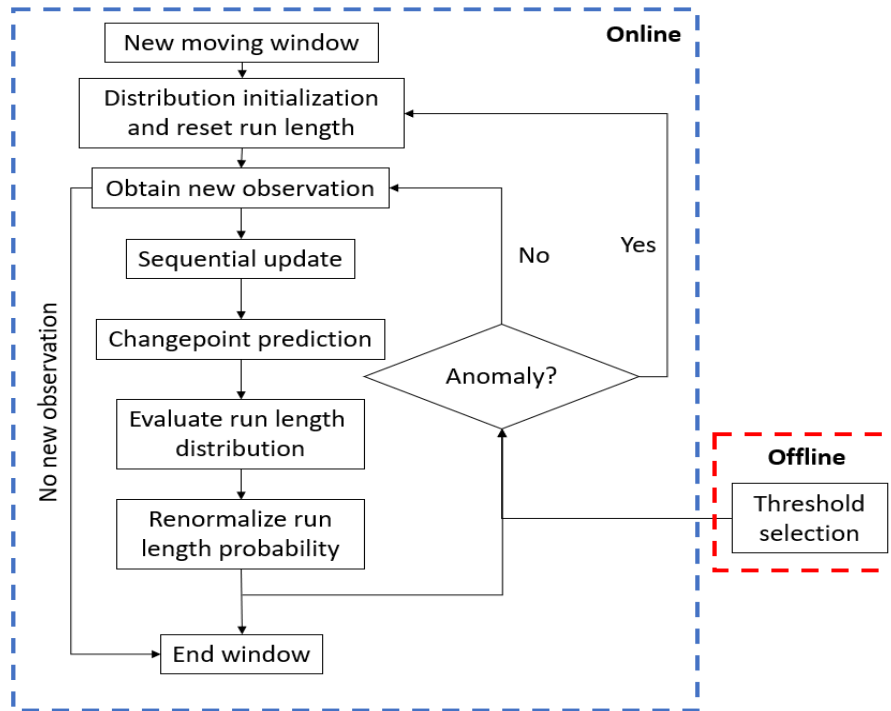 Online
New moving window
Distribution initialization
and reset run length
Obtain new observation
Sequential update
No
Yes
Changepoint prediction
Anomaly?
No new observation
Evaluate run length
distribution
Offline
Threshold
selection
Renormalize run
length probability
End window